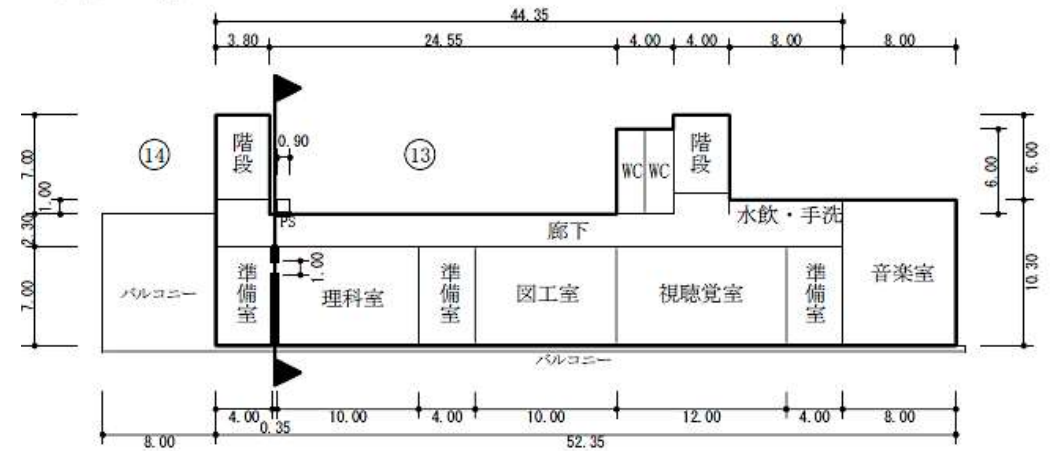 44.35
3.80 24.55 4.00 4.00 8.00 8.00
⑭ 階段 0.90 ⑬ WC WC 階段
7.00 1.00 6.00 6.00
PS 廊下 水飲・手洗
2.30
バルコニー 準備室 1.00 理科室 準備室 図工室 視聴覚室 準備室 音楽室
7.00 10.30
バルコニー
4.00 0.35 10.00 4.00 10.00 12.00 4.00 8.00
8.00 52.35